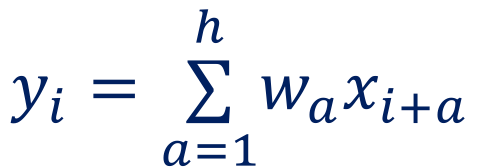 $y_i = \sum_{a=1}^{h} w_a x_{i+a}$